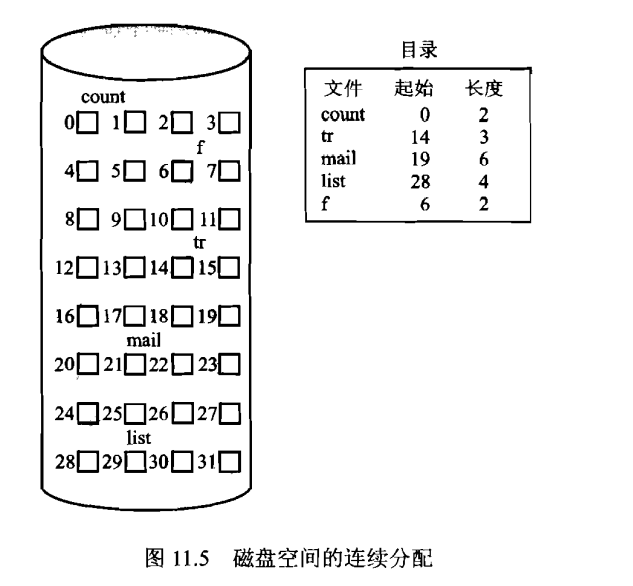 目录
文件 起始 长度
count 0 2
tr 14 3
mail 19 6
list 28 4
f 6 2
count
0 1 2 3
f
4 5 6 7
8 9 10 11
tr
12 13 14 15
16 17 18 19
mail
20 21 22 23
24 25 26 27
list
28 29 30 31
图 11.5 磁盘空间的连续分配